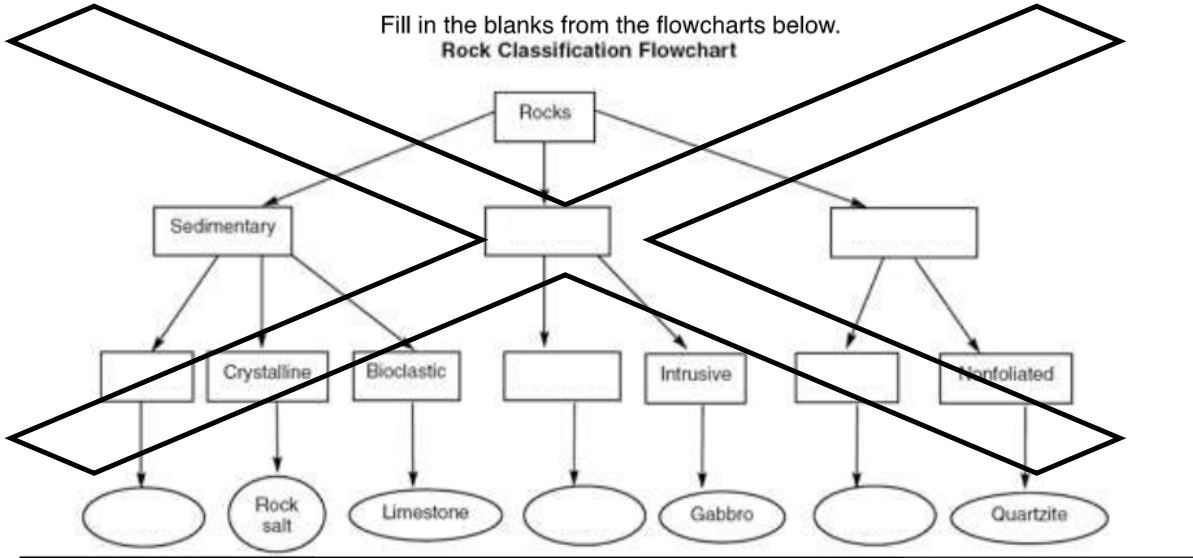 Fill in the blanks from the flowcharts below.
Rock Classification Flowchart
Rocks
Sedimentary
Crystalline
Bioclastic
Intrusive
Nonfoliated
Rock
salt
Limestone
Gabbro
Quartzite